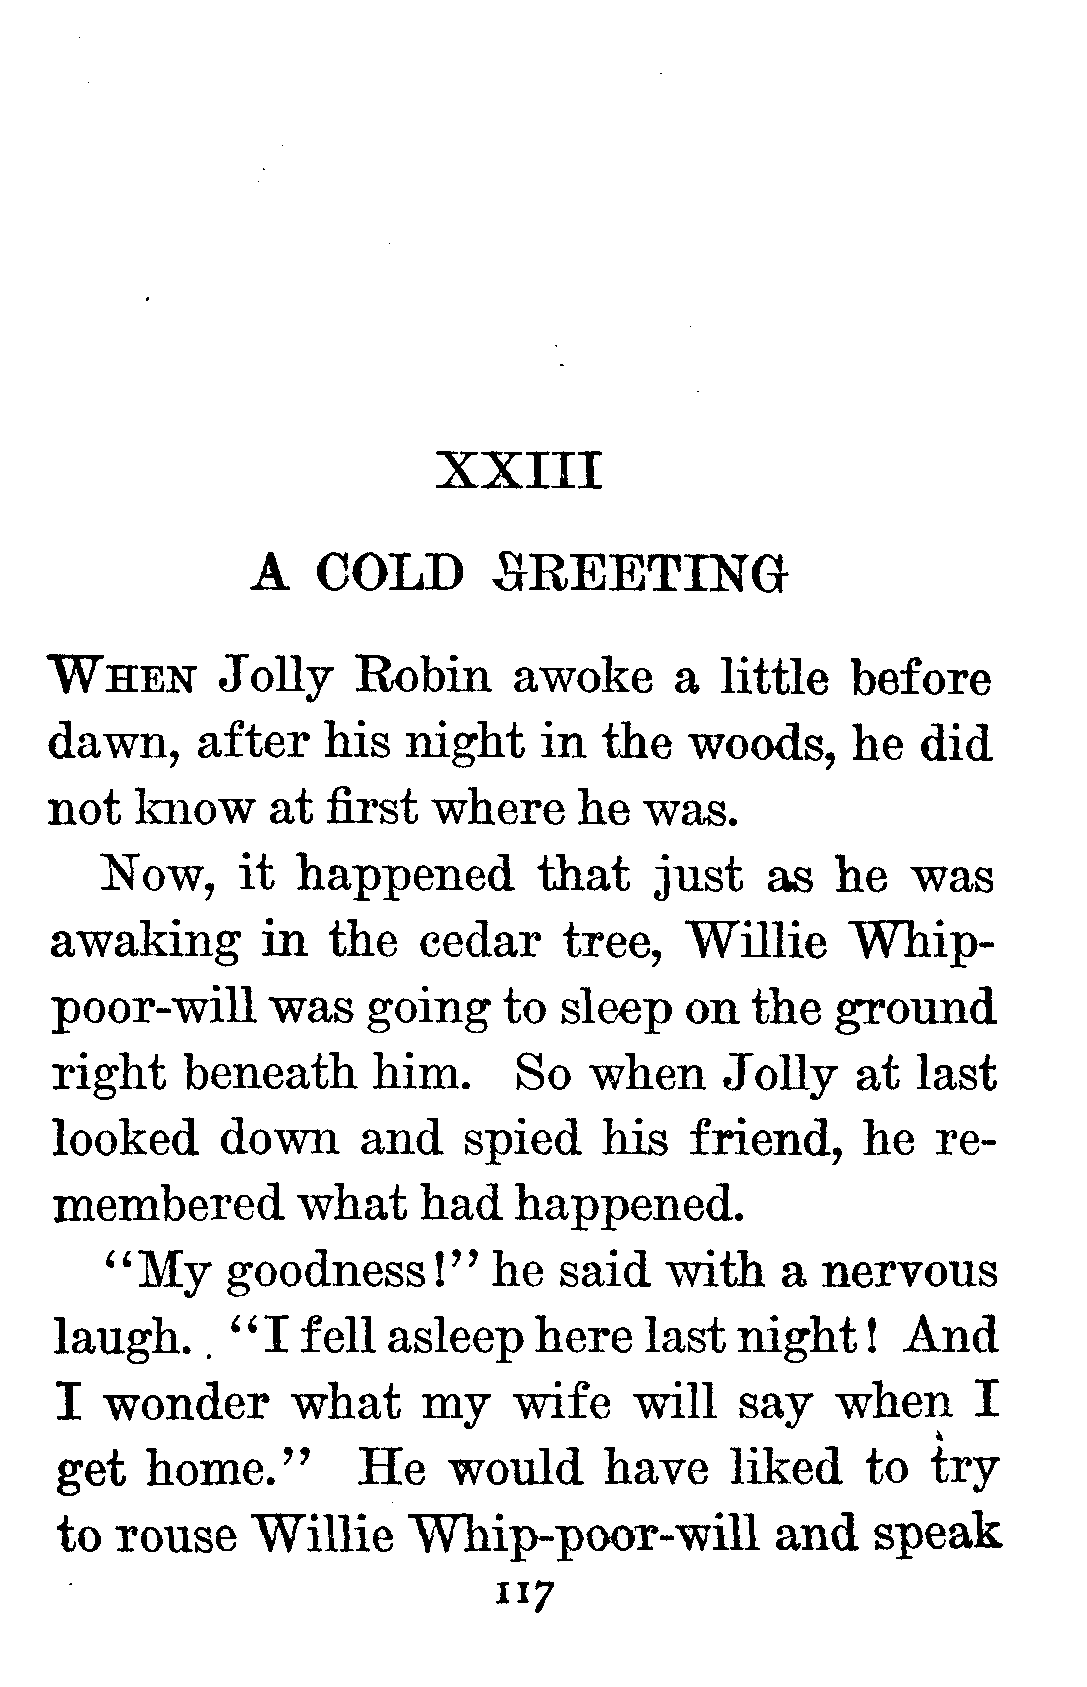 XXIII
A COLD GREETING
WHEN Jolly Robin awoke a little before
dawn, after his night in the woods, he did
not know at first where he was.
Now, it happened that just as he was
awaking in the cedar tree, Willie Whip-
poor-will was going to sleep on the ground
right beneath him. So when Jolly at last
looked down and spied his friend, he re-
membered what had happened.
"My goodness!" he said with a nervous
laugh. "I fell asleep here last night! And
I wonder what my wife will say when I
get home." He would have liked to try
to rouse Willie Whip-poor-will and speak
117